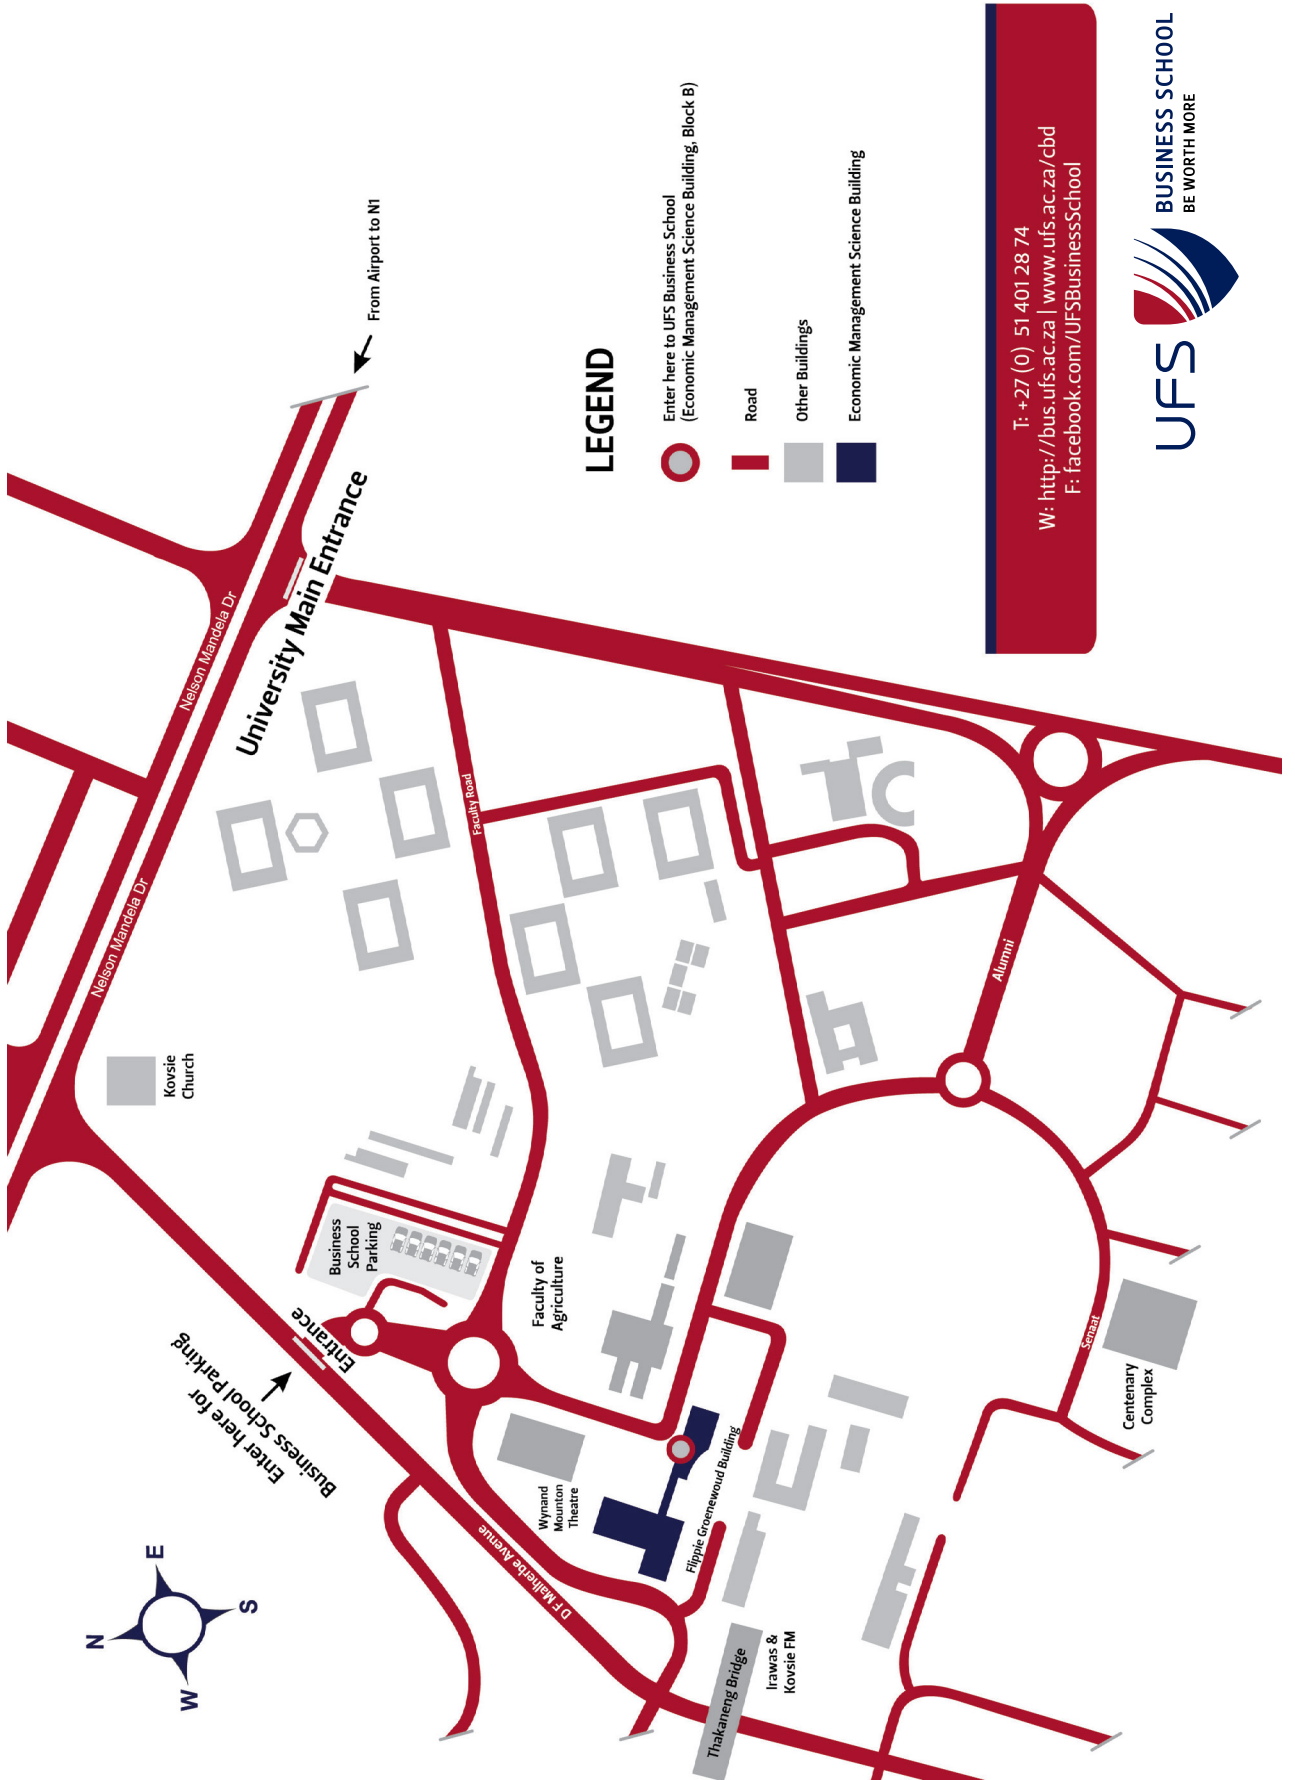 N
E
S
W
Enter here for
Business School Parking
Entrance
Business
School
Parking
Kovsie
Church
Nelson Mandela Dr
Nelson Mandela Dr
University Main Entrance
From Airport to N1
Faculty Road
Faculty of
Agriculture
Wynand
Mounton
Theatre
D F Malherbe Avenue
Flippie Groenewoud Building
Thakaneng Bridge
Irawas &
Kovsie FM
Alumni
Senaat
Centenary
Complex
LEGEND
Enter here to UFS Business School
(Economic Management Science Building, Block B)
Road
Other Buildings
Economic Management Science Building
T: +27 (0) 51 401 28 74
W: http://bus.ufs.ac.za | www.ufs.ac.za/cbd
F: facebook.com/UFSBusinessSchool
UFS
BUSINESS SCHOOL
BE WORTH MORE